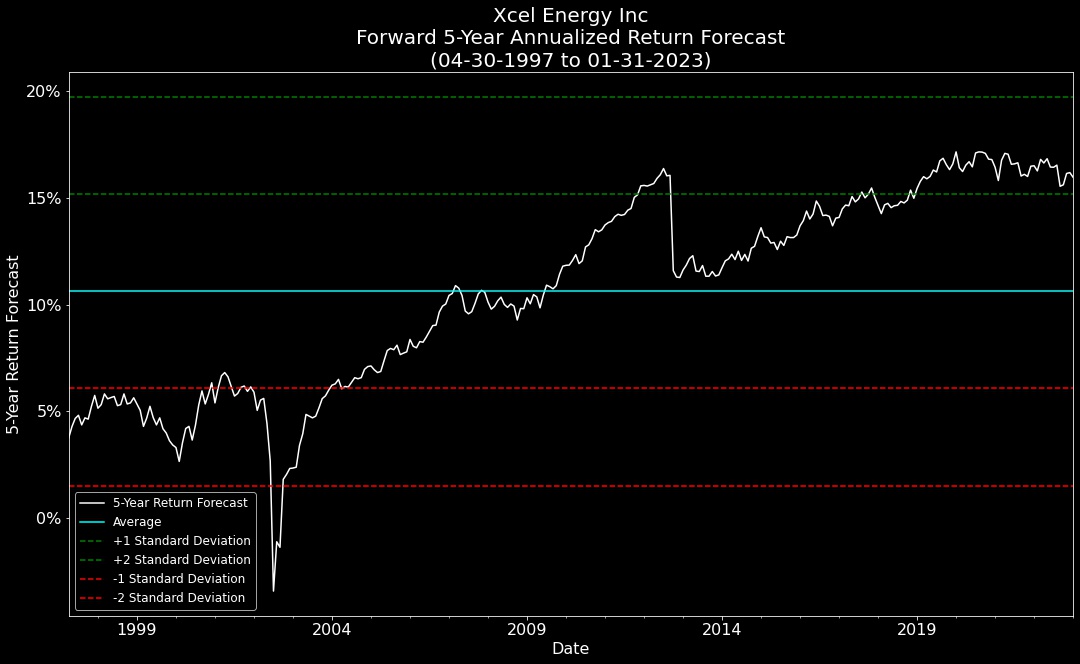 Xcel Energy Inc
Forward 5-Year Annualized Return Forecast
(04-30-1997 to 01-31-2023)
20%
15%
10%
5%
0%
5-Year Return Forecast
5-Year Return Forecast
Average
+1 Standard Deviation
+2 Standard Deviation
-1 Standard Deviation
-2 Standard Deviation
1999
2004
2009
2014
2019
Date